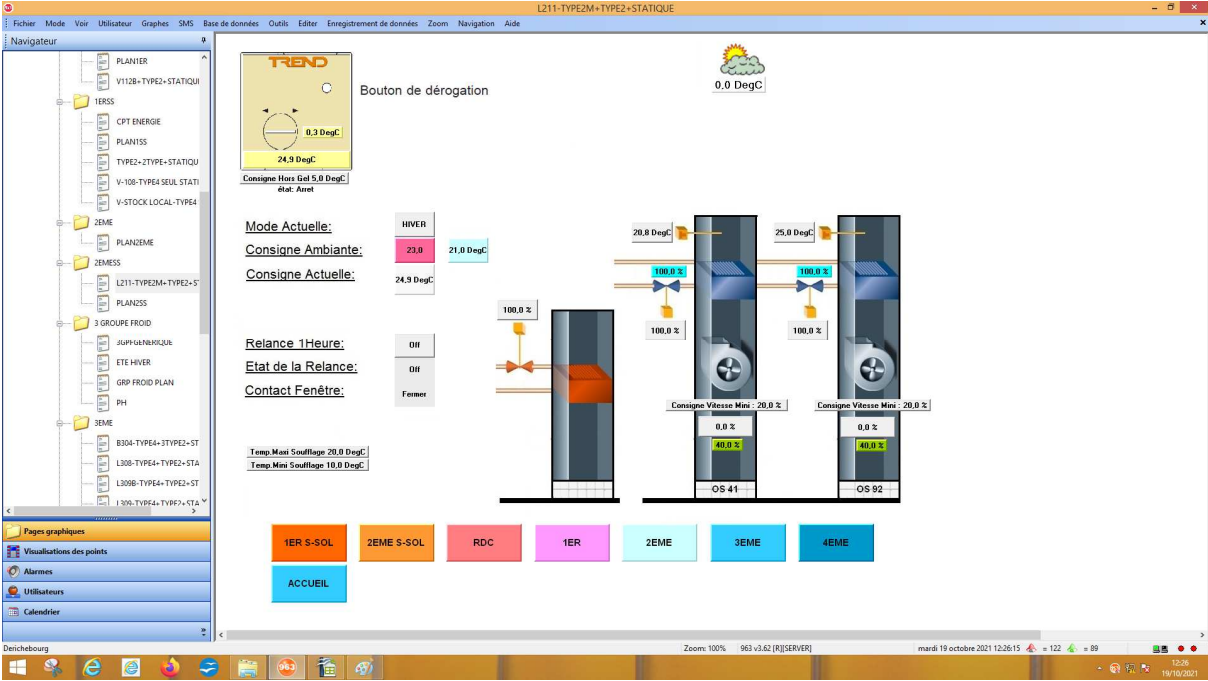 L211-TYPE2M+TYPE2+STATIQUE
Fichier Mode Voir Utilisateur Graphes SMS Base de données Outils Editer Enregistrement de données Zoom Navigation Aide
Navigateur
PLAN1ER
V112B+TYPE2+STATIQUI
1ERSS
CPT ENERGIE
PLAN1SS
TYPE2+2TYPE+STATIQU
V-108-TYPE4 SEUL STATI
V-STOCK LOCAL-TYPE4
2EME
PLAN2EME
2EMESS
L211-TYPE2M+TYPE2+S
PLAN2SS
3 GROUPE FROID
3GPFGENERIQUE
ETE HIVER
GRP FROID PLAN
PH
3EME
B304-TYPE4+3TYPE2+ST
L308-TYPE4+TYPE2+STA
L309B-TYPE4+TYPE2+ST
L309-TYPE4+TYPE2+STA
Pages graphiques
Visualisations des points
Alarmes
Utilisateurs
Calendrier
TREND
Bouton de dérogation
0,3 DegC
24,9 DegC
Consigne Hors Gel 5,0 DegC
état: Arret
0,0 DegC
Mode Actuelle: HIVER
Consigne Ambiante: 23,0 21,0 DegC
Consigne Actuelle: 24,9 DegC
Relance 1Heure: Off
Etat de la Relance: Off
Contact Fenêtre: Fermer
Temp.Maxi Soufflage 20,0 DegC
Temp.Mini Soufflage 10,0 DegC
100,0 %
20,8 DegC
100,0 %
100,0 %
Consigne Vitesse Mini : 20,0 %
0,0 %
40,0 %
OS 41
25,0 DegC
100,0 %
100,0 %
Consigne Vitesse Mini : 20,0 %
0,0 %
40,0 %
OS 92
1ER S-SOL 2EME S-SOL RDC 1ER 2EME 3EME 4EME
ACCUEIL
Derichebourg Zoom: 100% 963 v3.62 [R][SERVER] mardi 19 octobre 2021 12:26:15 = 122 = 89
963
12:26
19/10/2021